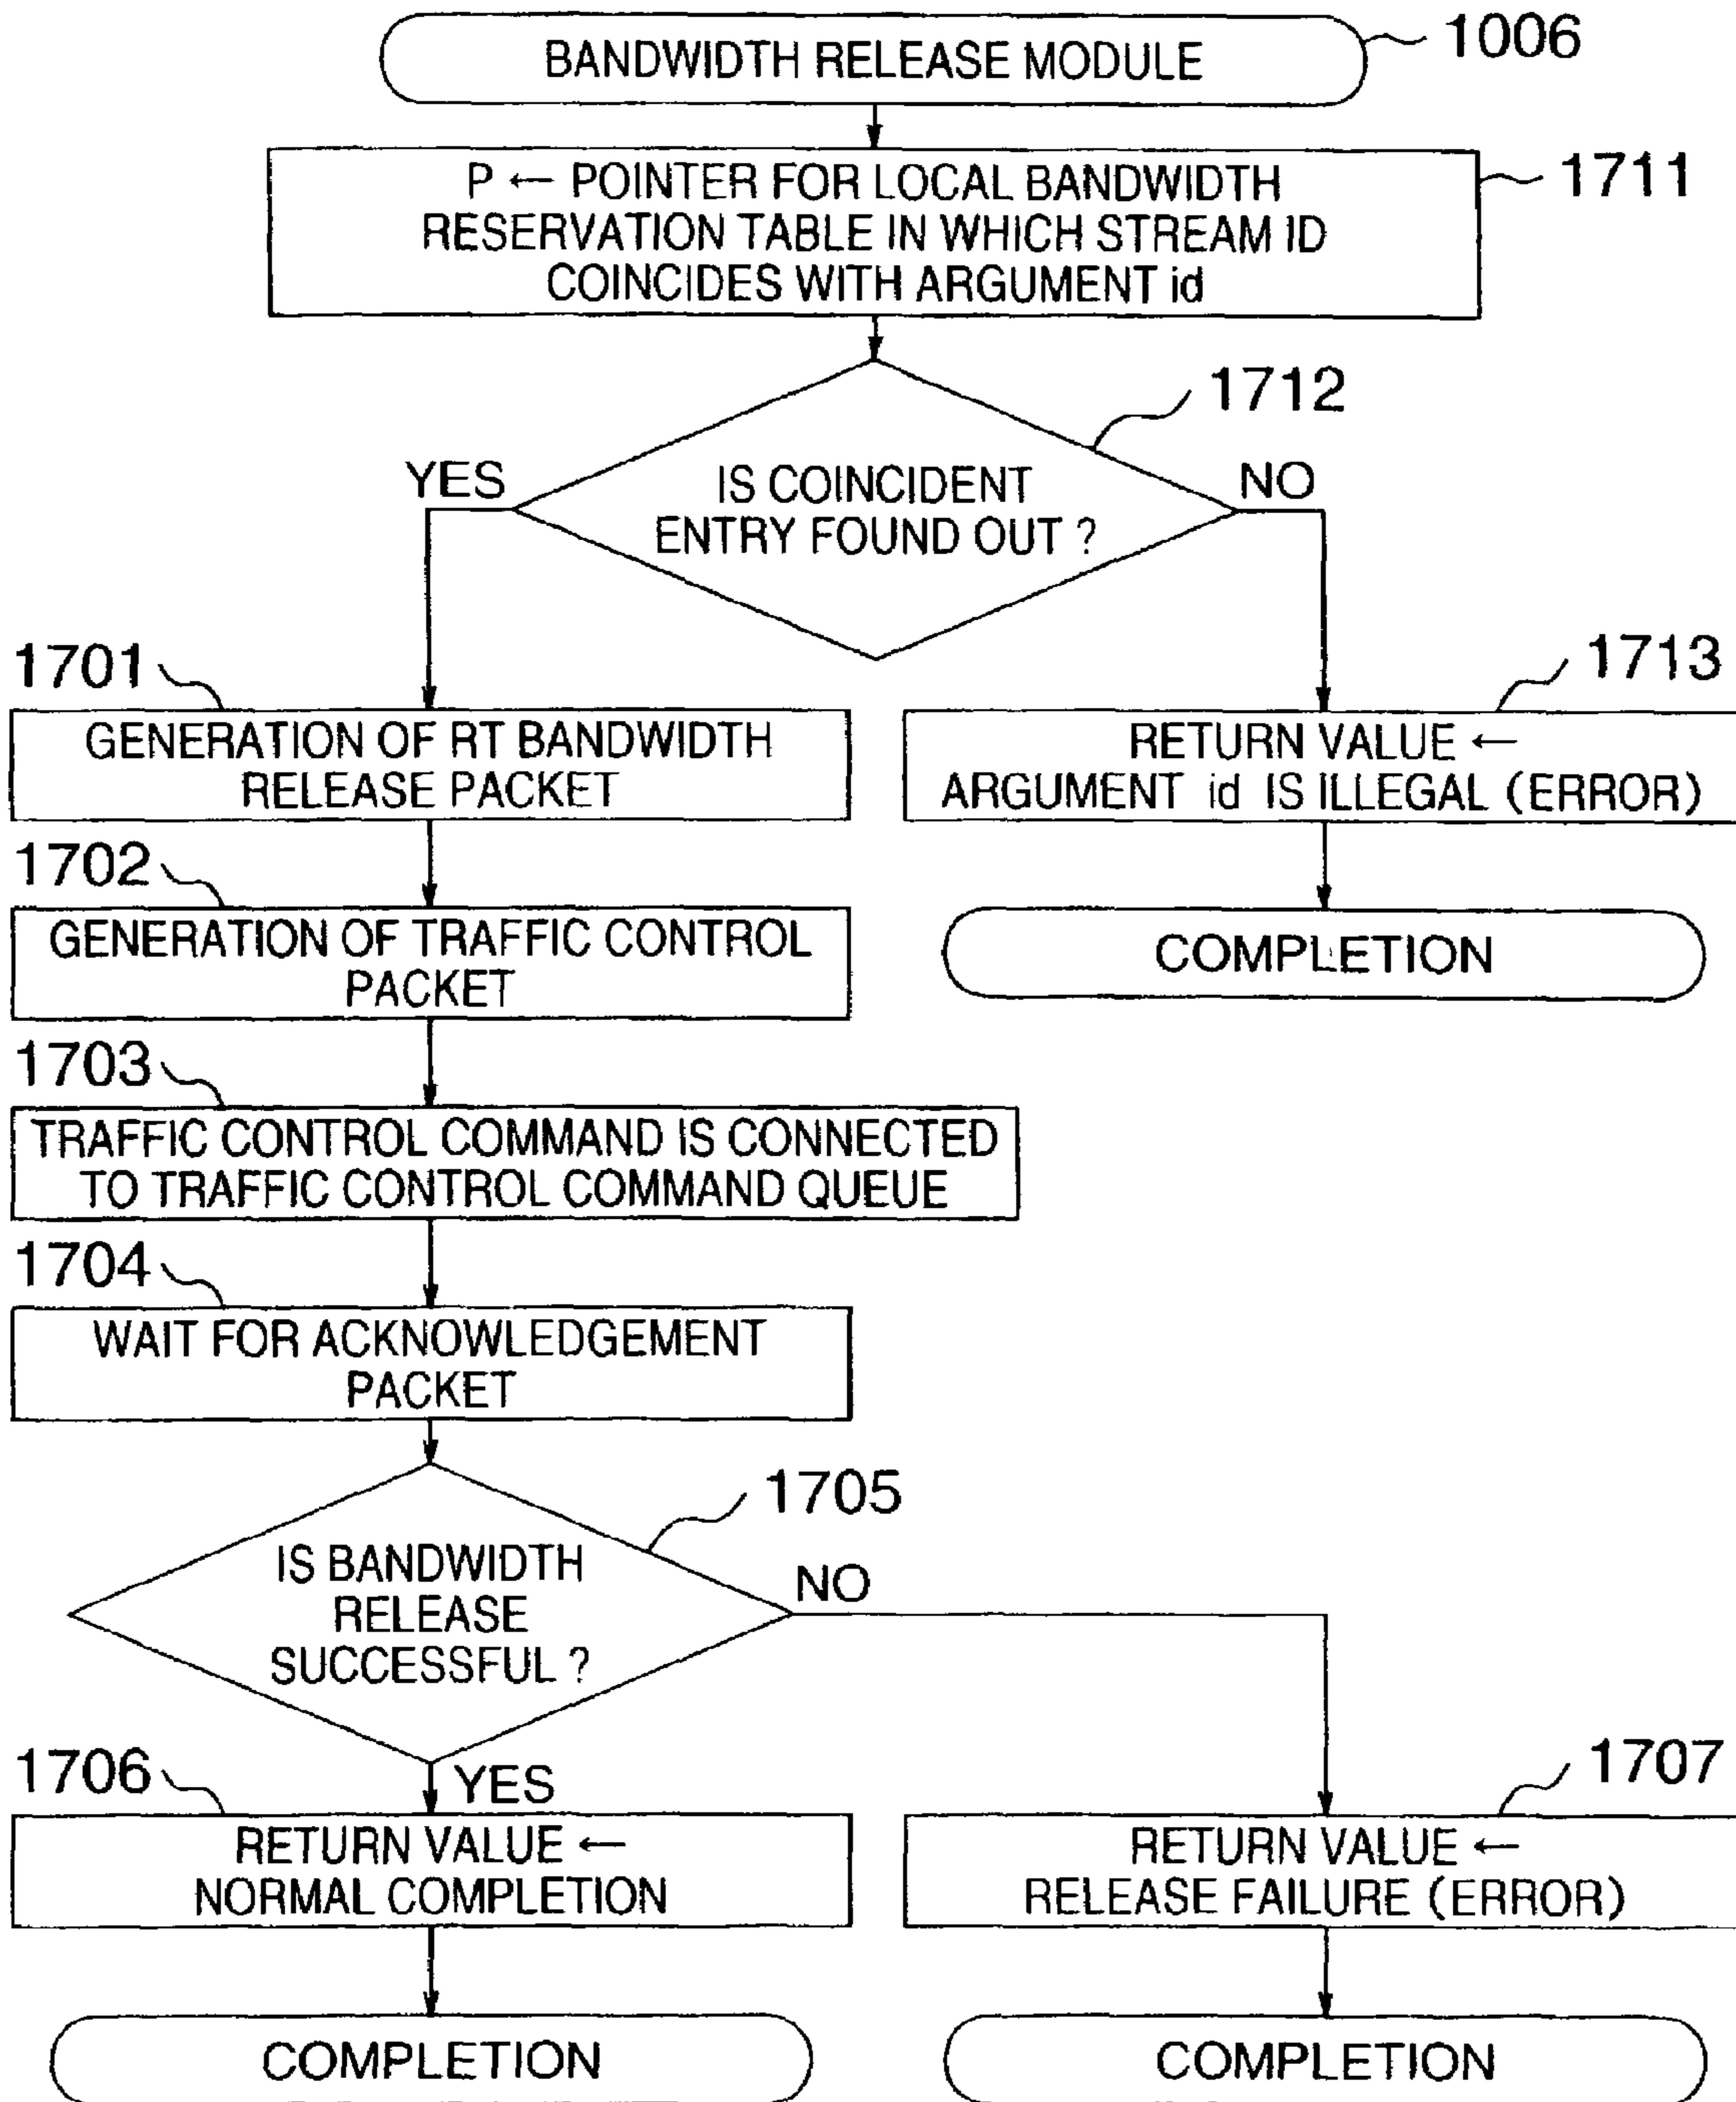 BANDWIDTH RELEASE MODULE
1006
P ← POINTER FOR LOCAL BANDWIDTH
RESERVATION TABLE IN WHICH STREAM ID
COINCIDES WITH ARGUMENT id
1711
1712
IS COINCIDENT
ENTRY FOUND OUT ?
YES
NO
1701
GENERATION OF RT BANDWIDTH
RELEASE PACKET
1713
RETURN VALUE ←
ARGUMENT id IS ILLEGAL (ERROR)
1702
GENERATION OF TRAFFIC CONTROL
PACKET
COMPLETION
1703
TRAFFIC CONTROL COMMAND IS CONNECTED
TO TRAFFIC CONTROL COMMAND QUEUE
1704
WAIT FOR ACKNOWLEDGEMENT
PACKET
1705
IS BANDWIDTH
RELEASE
SUCCESSFUL ?
NO
YES
1706
RETURN VALUE ←
NORMAL COMPLETION
1707
RETURN VALUE ←
RELEASE FAILURE (ERROR)
COMPLETION
COMPLETION